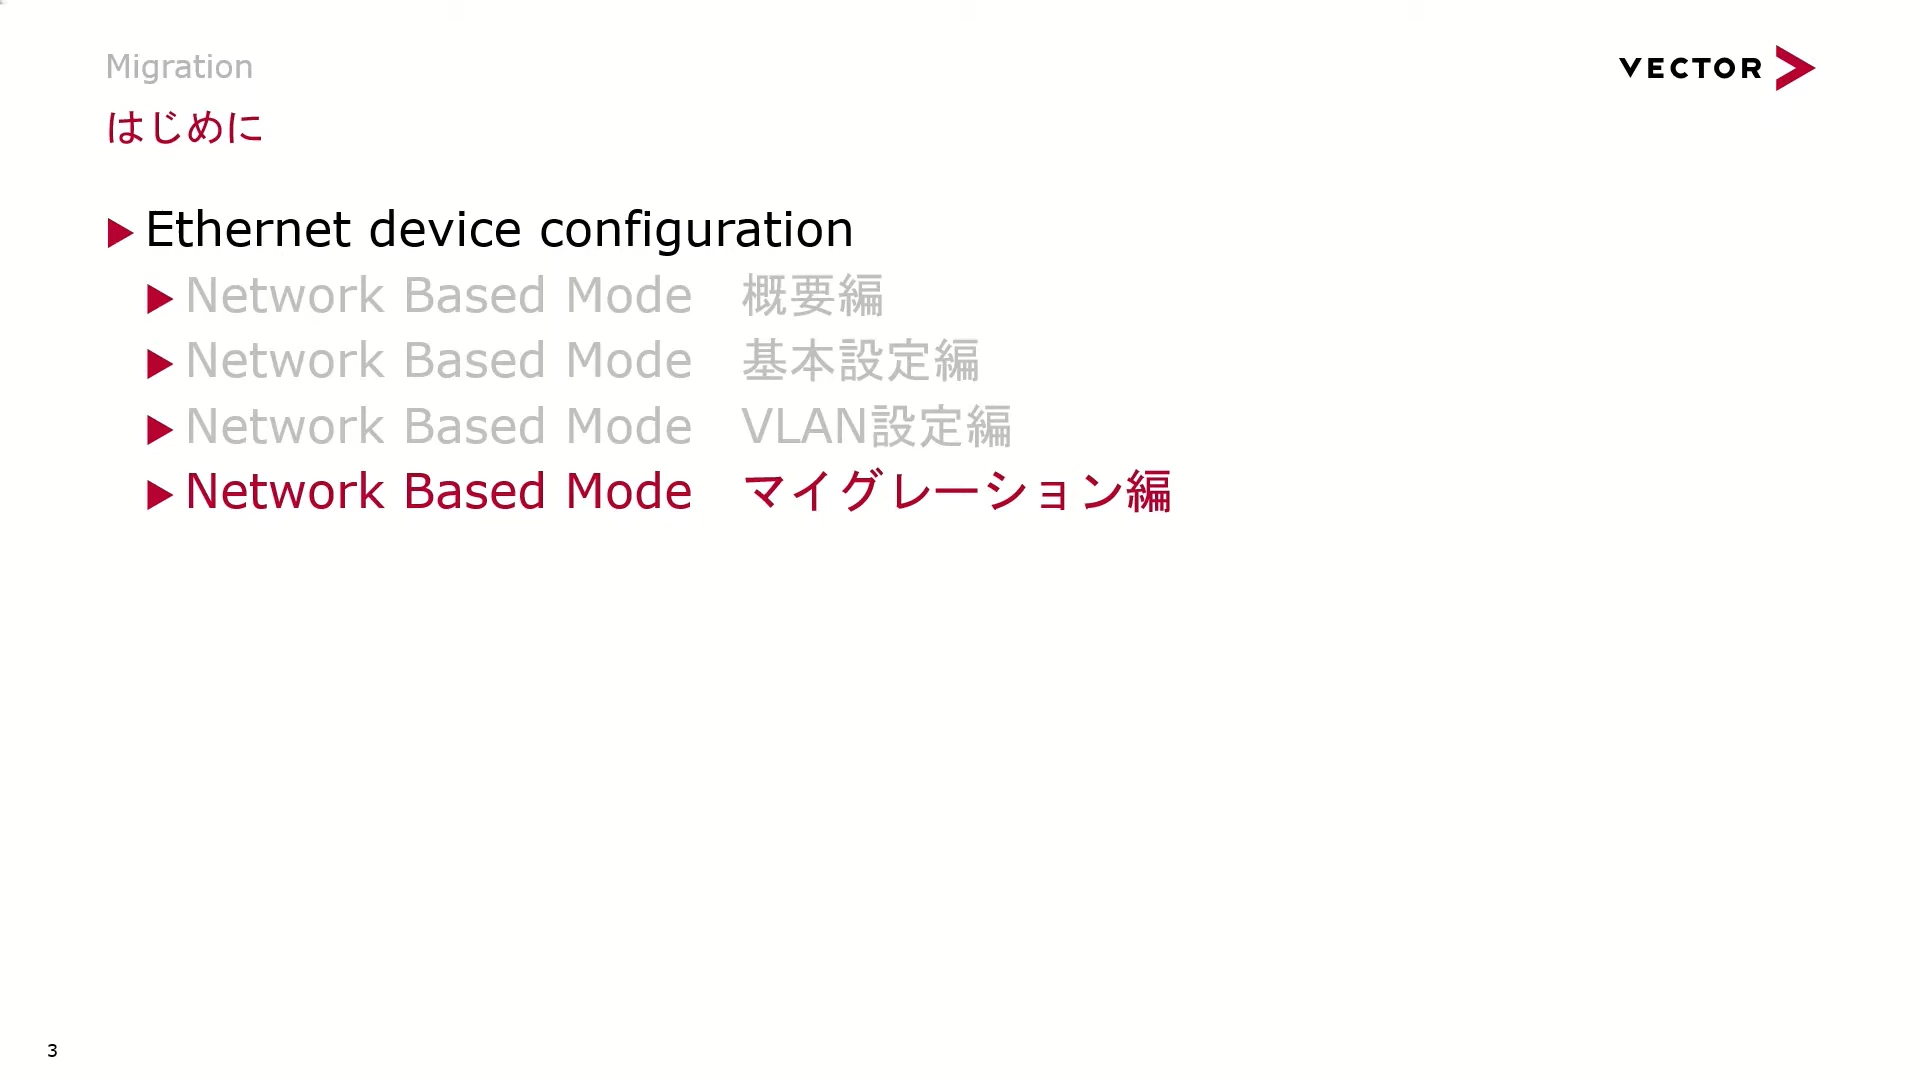 Migration
VECTOR
はじめに
Ethernet device configuration
Network Based Mode　概要編
Network Based Mode　基本設定編
Network Based Mode　VLAN設定編
Network Based Mode　マイグレーション編
3